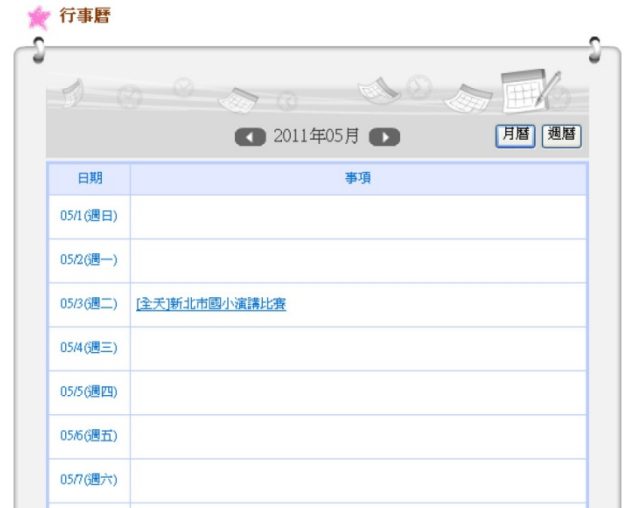 行事曆
2011年05月
月曆 週曆
日期 事項
05/1(週日)
05/2(週一)
05/3(週二) [全天]新北市國小演講比賽
05/4(週三)
05/5(週四)
05/6(週五)
05/7(週六)